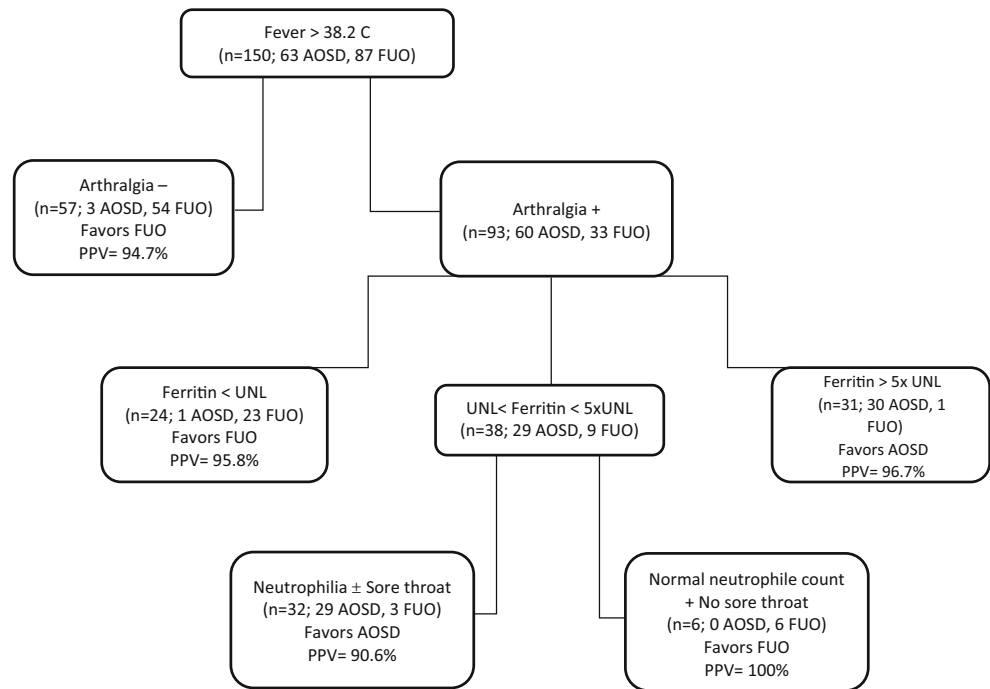 Fever > 38.2 C
(n=150; 63 AOSD, 87 FUO)
Arthralgia –
(n=57; 3 AOSD, 54 FUO)
Favors FUO
PPV= 94.7%
Arthralgia +
(n=93; 60 AOSD, 33 FUO)
Ferritin < UNL
(n=24; 1 AOSD, 23 FUO)
Favors FUO
PPV= 95.8%
UNL< Ferritin < 5xUNL
(n=38; 29 AOSD, 9 FUO)
Ferritin > 5x UNL
(n=31; 30 AOSD, 1
FUO)
Favors AOSD
PPV= 96.7%
Neutrophilia ± Sore throat
(n=32; 29 AOSD, 3 FUO)
Favors AOSD
PPV= 90.6%
Normal neutrophile count
+ No sore throat
(n=6; 0 AOSD, 6 FUO)
Favors FUO
PPV= 100%